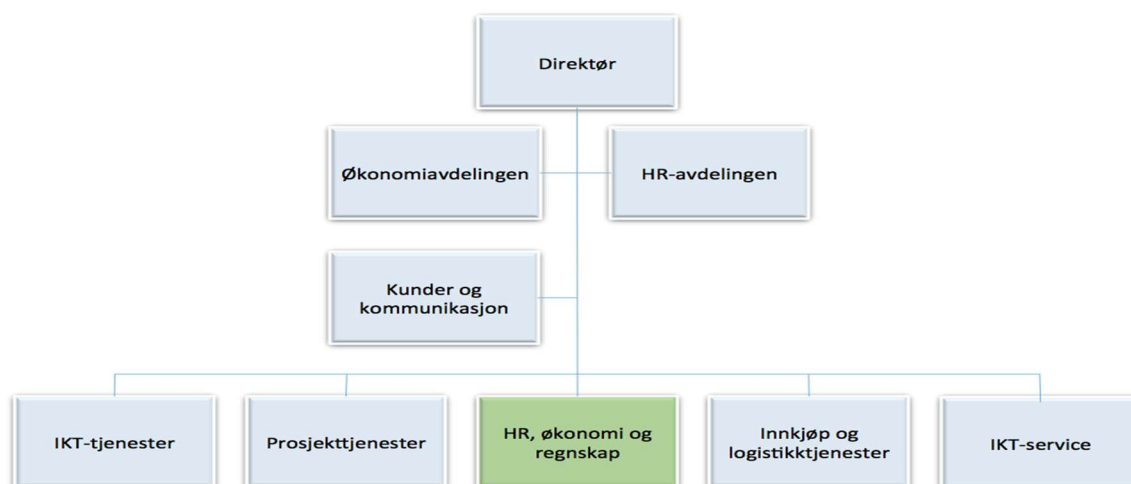 Direktør
Økonomiavdelingen
HR-avdelingen
Kunder og
kommunikasjon
IKT-tjenester
Prosjekttjenester
HR, økonomi og
regnskap
Innkjøp og
logistikktjenester
IKT-service